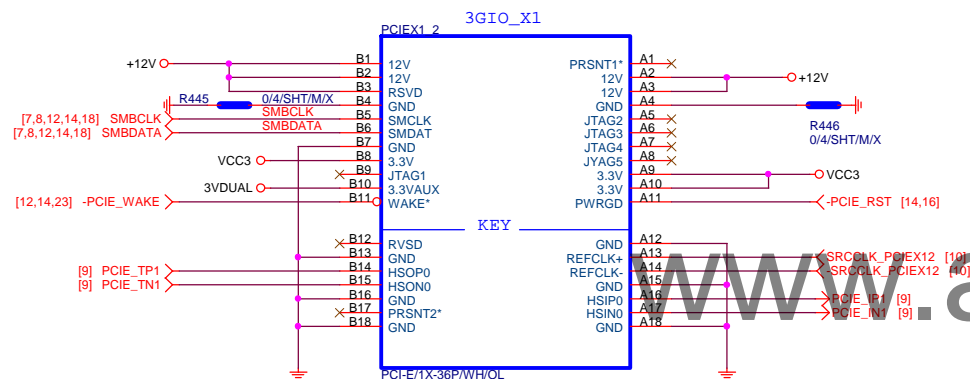 3GIO_X1
PCIEX1_2
+12V B1 12V PRSNT1* A1
B2 12V 12V A2 +12V
B3 RSVD 12V A3
R445 0/4/SHT/M/X B4 GND GND A4
[7,8,12,14,18] SMBCLK SMBCLK B5 SMCLK JTAG2 A5 R446
[7,8,12,14,18] SMBDATA SMBDATA B6 SMDAT JTAG3 A6 0/4/SHT/M/X
B7 GND JTAG4 A7
VCC3 B8 3.3V JYAG5 A8
B9 JTAG1 3.3V A9 VCC3
3VDUAL B10 3.3VAUX 3.3V A10
[12,14,23] -PCIE_WAKE B11 WAKE* PWRGD A11 -PCIE_RST [14,16]
KEY
B12 RVSD GND A12
B13 GND REFCLK+ A13 SRCCLK_PCIEX12 [10]
[9] PCIE_TP1 B14 HSOP0 REFCLK- A14 -SRCCLK_PCIEX12 [10]
[9] PCIE_TN1 B15 HSON0 GND A15
B16 GND HSIP0 A16 PCIE_IP1 [9]
B17 PRSNT2* HSIN0 A17 PCIE_IN1 [9]
B18 GND GND A18
PCI-E/1X-36P/WH/OL
www.a